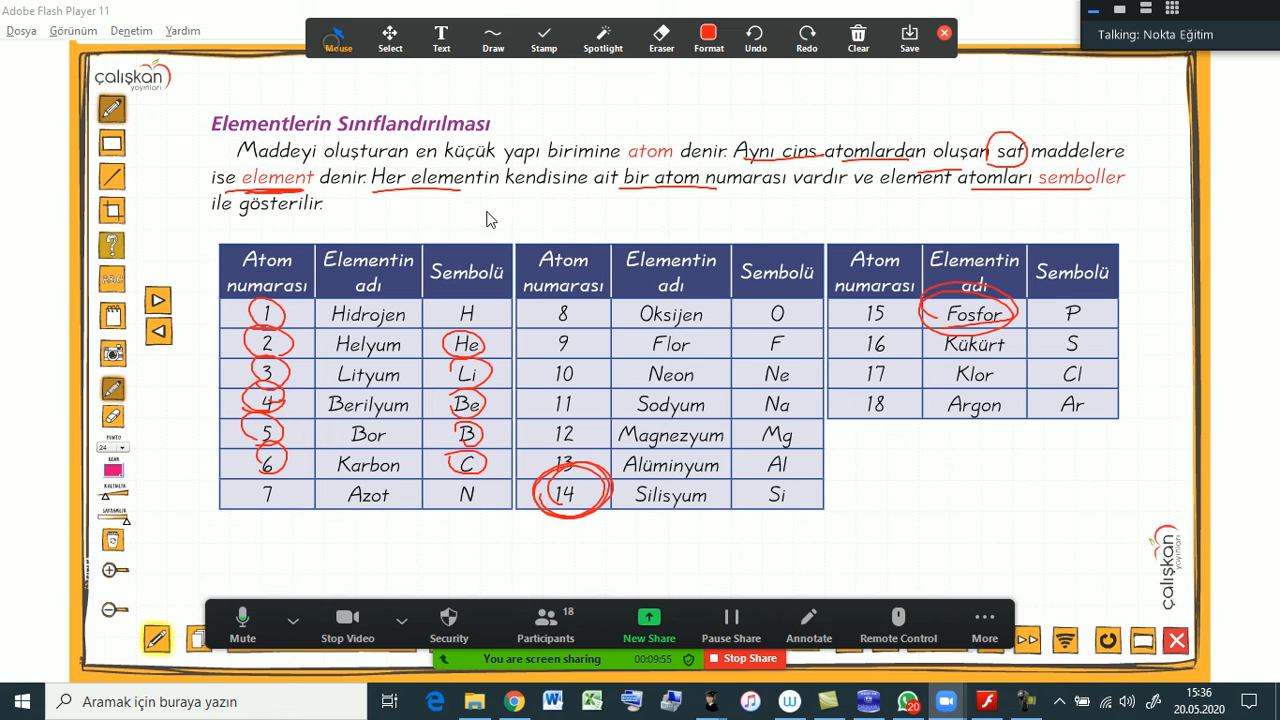 Adobe Flash Player 11
Dosya Görünüm Denetim Yardım
Mouse Select Text Draw Stamp Spotlight Eraser Format Undo Redo Clear Save
Talking: Nokta Eğitim
çalışkan
yayınları
Elementlerin Sınıflandırılması
Maddeyi oluşturan en küçük yapı birimine atom denir. Aynı cins atomlardan oluşan saf maddelere
ise element denir. Her elementin kendisine ait bir atom numarası vardır ve element atomları semboller
ile gösterilir.
Atom numarası Elementin adı Sembolü Atom numarası Elementin adı Sembolü Atom numarası Elementin adı Sembolü
1 Hidrojen H 8 Oksijen O 15 Fosfor P
2 Helyum He 9 Flor F 16 Kükürt S
3 Lityum Li 10 Neon Ne 17 Klor Cl
4 Berilyum Be 11 Sodyum Na 18 Argon Ar
5 Bor B 12 Magnezyum Mg
6 Karbon C 13 Alüminyum Al
7 Azot N 14 Silisyum Si
24
çalışkan
yayınları
Mute Stop Video Security Participants 18 New Share Pause Share Annotate Remote Control More
You are screen sharing 00:09:55 Stop Share
Aramak için buraya yazın
20
15:36
20.05.2020